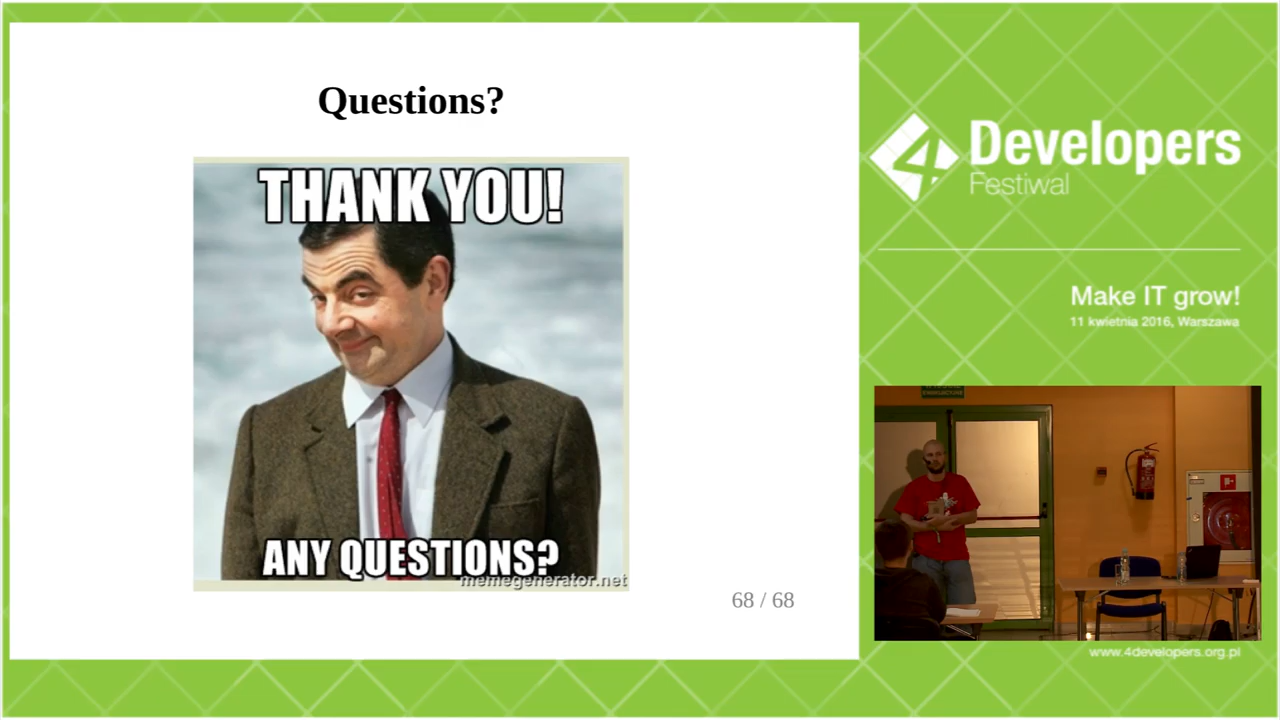 Questions?
THANK YOU!
ANY QUESTIONS?
memegenerator.net
68 / 68
4Developers
Festiwal
Make IT grow!
11 kwietnia 2016, Warszawa
www.4developers.org.pl